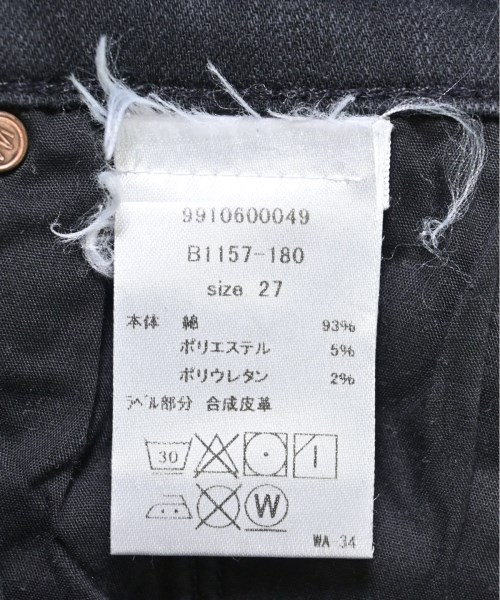 9910600049
B1157-180
size 27
本体 綿 93%
ポリエステル 5%
ポリウレタン 2%
ﾗﾍﾞﾙ部分 合成皮革
30
W
WA 34